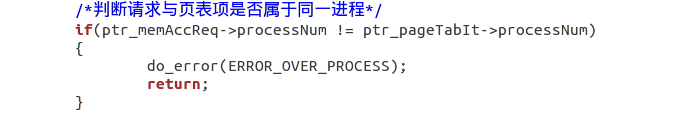 /*判断请求与页表项是否属于同一进程*/
if(ptr_memAccReq->processNum != ptr_pageTabIt->processNum)
{
do_error(ERROR_OVER_PROCESS);
return;
}